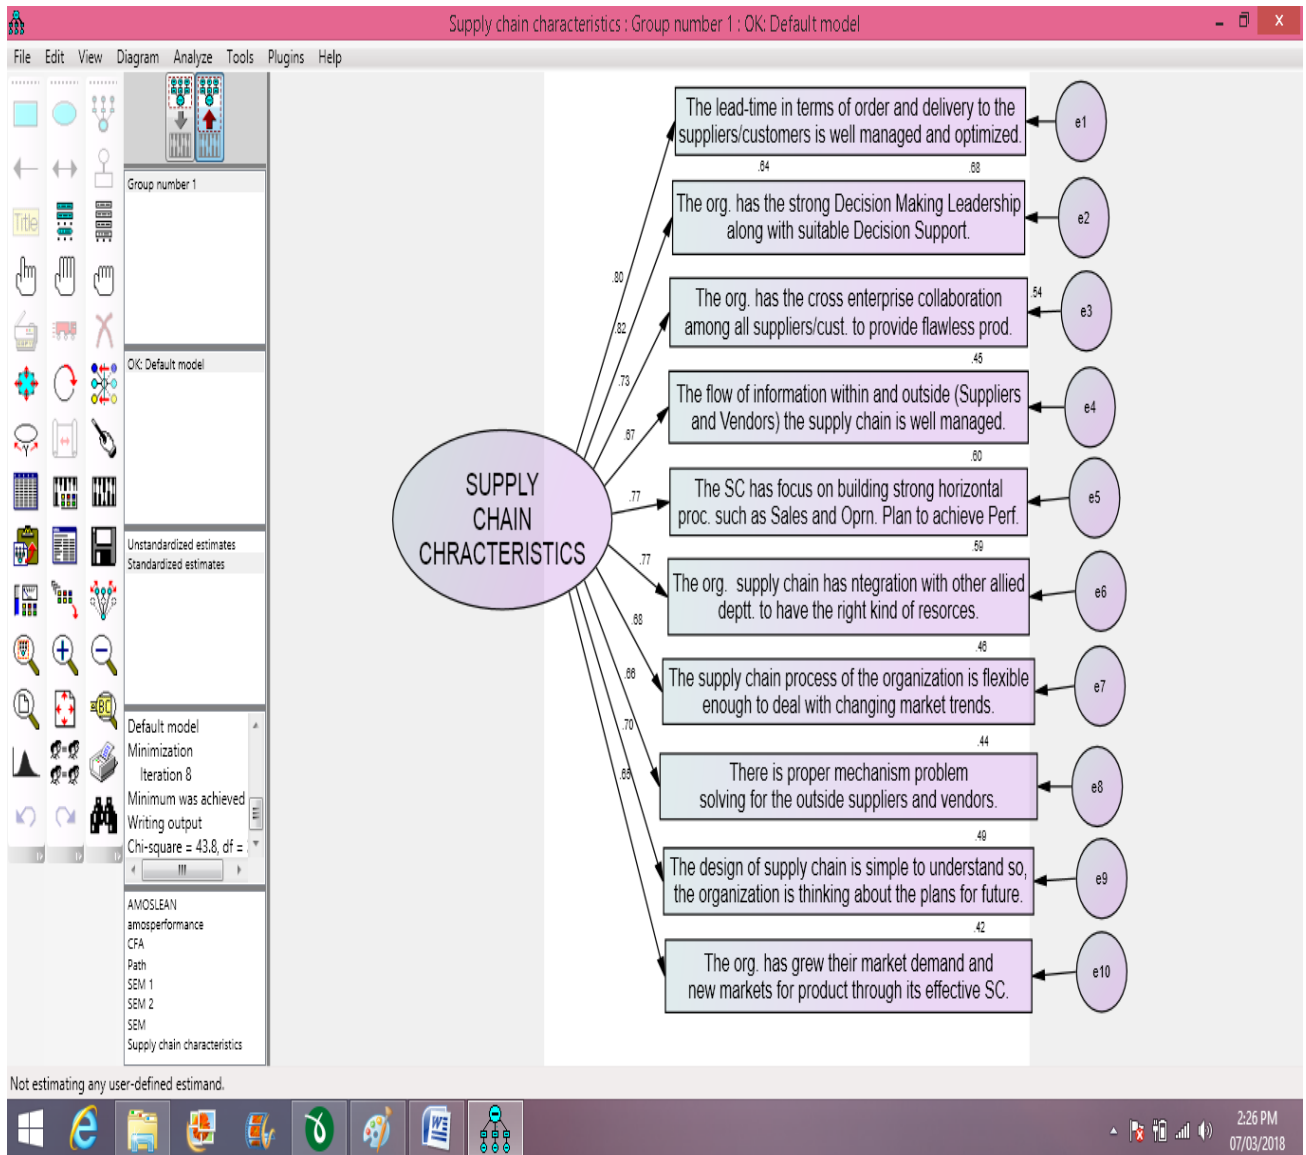 Supply chain characteristics : Group number 1 : OK: Default model
File Edit View Diagram Analyze Tools Plugins Help
Title
Group number 1
OK: Default model
Unstandardized estimates
Standardized estimates
Default model
Minimization
Iteration 8
Minimum was achieved
Writing output
Chi-square = 43.8, df =
AMOSLEAN
amosperformance
CFA
Path
SEM 1
SEM 2
SEM
Supply chain characteristics
SUPPLY
CHAIN
CHRACTERISTICS
.80
.82
.73
.67
.77
.77
.68
.66
.70
.65
The lead-time in terms of order and delivery to the
suppliers/customers is well managed and optimized.
e1
.64
.68
The org. has the strong Decision Making Leadership
along with suitable Decision Support.
e2
The org. has the cross enterprise collaboration
among all suppliers/cust. to provide flawless prod.
.54
e3
.45
The flow of information within and outside (Suppliers
and Vendors) the supply chain is well managed.
e4
.60
The SC has focus on building strong horizontal
proc. such as Sales and Oprn. Plan to achieve Perf.
e5
.59
The org. supply chain has ntegration with other allied
deptt. to have the right kind of resorces.
e6
.46
The supply chain process of the organization is flexible
enough to deal with changing market trends.
e7
.44
There is proper mechanism problem
solving for the outside suppliers and vendors.
e8
.49
The design of supply chain is simple to understand so,
the organization is thinking about the plans for future.
e9
.42
The org. has grew their market demand and
new markets for product through its effective SC.
e10
Not estimating any user-defined estimand.
2:26 PM
07/03/2018